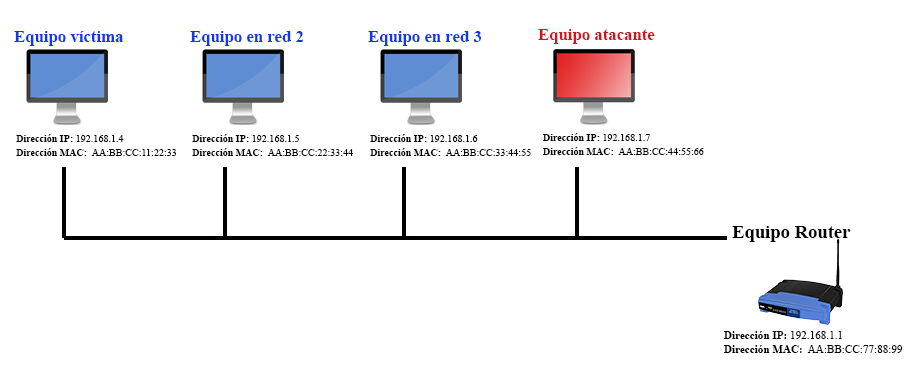 Equipo víctima
Equipo en red 2
Equipo en red 3
Equipo atacante
Dirección IP: 192.168.1.4
Dirección MAC: AA:BB:CC:11:22:33
Dirección IP: 192.168.1.5
Dirección MAC: AA:BB:CC:22:33:44
Dirección IP: 192.168.1.6
Dirección MAC: AA:BB:CC:33:44:55
Dirección IP: 192.168.1.7
Dirección MAC: AA:BB:CC:44:55:66
Equipo Router
Dirección IP: 192.168.1.1
Dirección MAC: AA:BB:CC:77:88:99